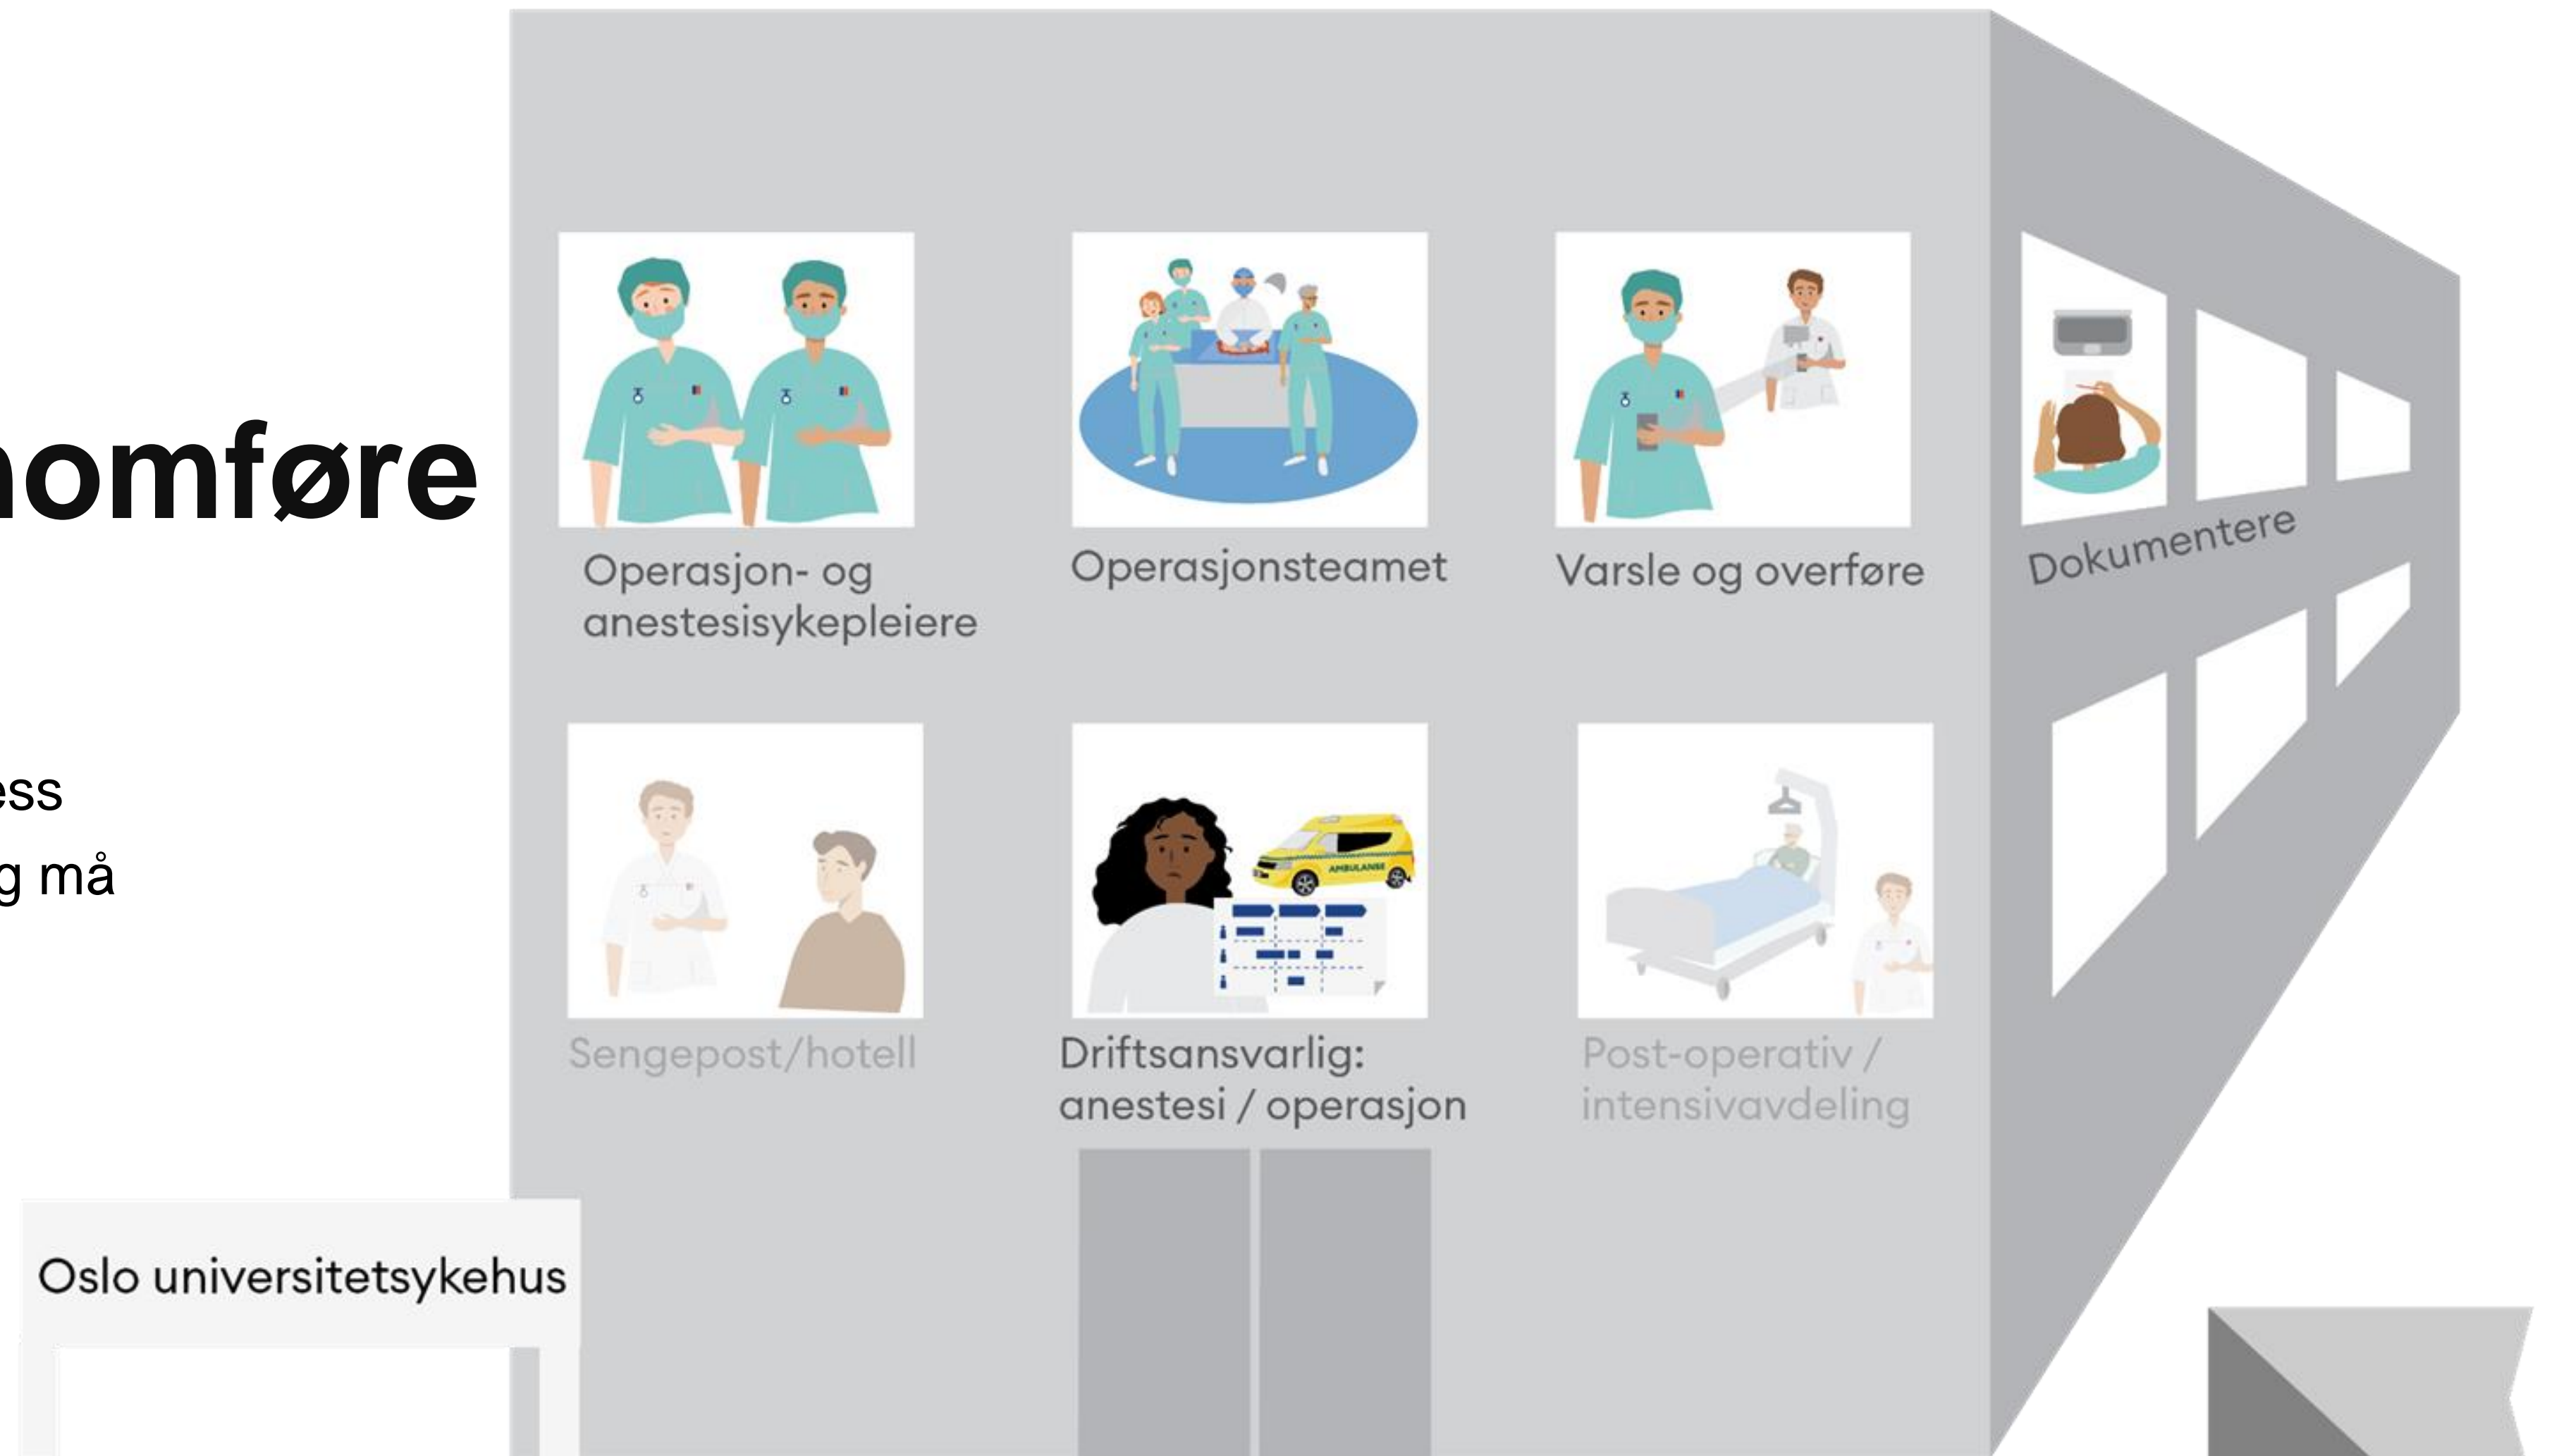 nomføre
ess
g må
Operasjon- og
anestesisykepleiere
Operasjonsteamet
Varsle og overføre
Dokumentere
Sengepost/hotell
Driftsansvarlig:
anestesi / operasjon
AMBULANSE
Post-operativ /
intensivavdeling
Oslo universitetsykehus